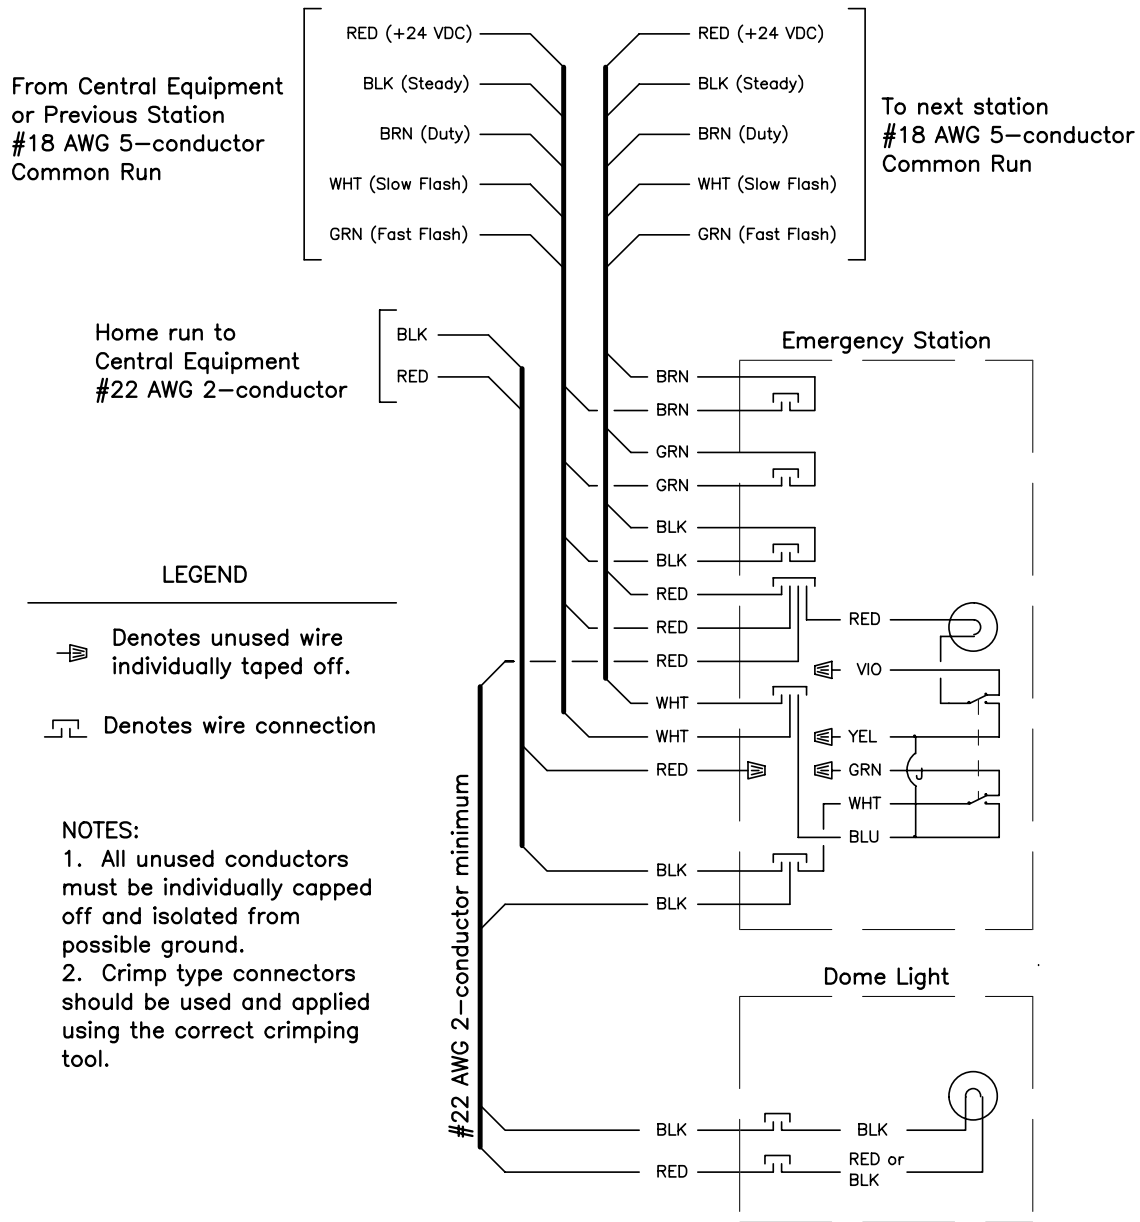 From Central Equipment
or Previous Station
#18 AWG 5-conductor
Common Run
RED (+24 VDC)
BLK (Steady)
BRN (Duty)
WHT (Slow Flash)
GRN (Fast Flash)
RED (+24 VDC)
BLK (Steady)
BRN (Duty)
WHT (Slow Flash)
GRN (Fast Flash)
To next station
#18 AWG 5-conductor
Common Run
Home run to
Central Equipment
#22 AWG 2-conductor
BLK
RED
Emergency Station
BRN
BRN
GRN
GRN
BLK
BLK
RED
RED
RED
WHT
WHT
RED
BLK
BLK
RED
VIO
YEL
GRN
J
WHT
BLU
LEGEND
Denotes unused wire
individually taped off.
Denotes wire connection
NOTES:
1. All unused conductors
must be individually capped
off and isolated from
possible ground.
2. Crimp type connectors
should be used and applied
using the correct crimping
tool.
#22 AWG 2-conductor minimum
Dome Light
BLK
BLK
RED
RED or
BLK